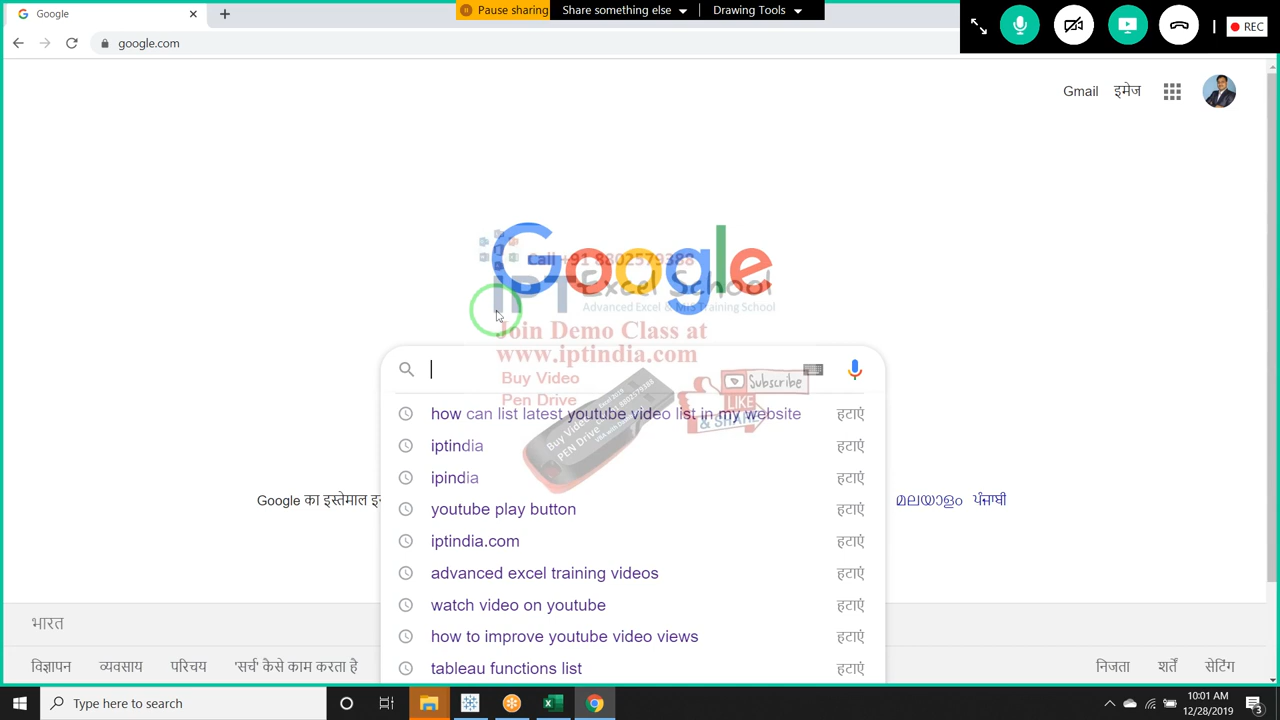 Google
Pause sharing
Share something else
Drawing Tools
REC
google.com
Gmail इमेज
Google
Call +91 8802579388
IPT Excel School
Advanced Excel & MIS Training School
Join Demo Class at
www.iptindia.com
Buy Video
Pen Drive
Subscribe
LIKE
& SHARE
how can list latest youtube video list in my website हटाएं
iptindia हटाएं
ipindia हटाएं
Google का इस्तेमाल
മലയാളം ਪੰਜਾਬੀ
youtube play button हटाएं
iptindia.com हटाएं
advanced excel training videos हटाएं
watch video on youtube हटाएं
how to improve youtube video views हटाएं
tableau functions list हटाएं
भारत
विज्ञापन व्यवसाय परिचय 'सर्च' कैसे काम करता है
निजता शर्तें सेटिंग
Type here to search
10:01 AM
12/28/2019
3